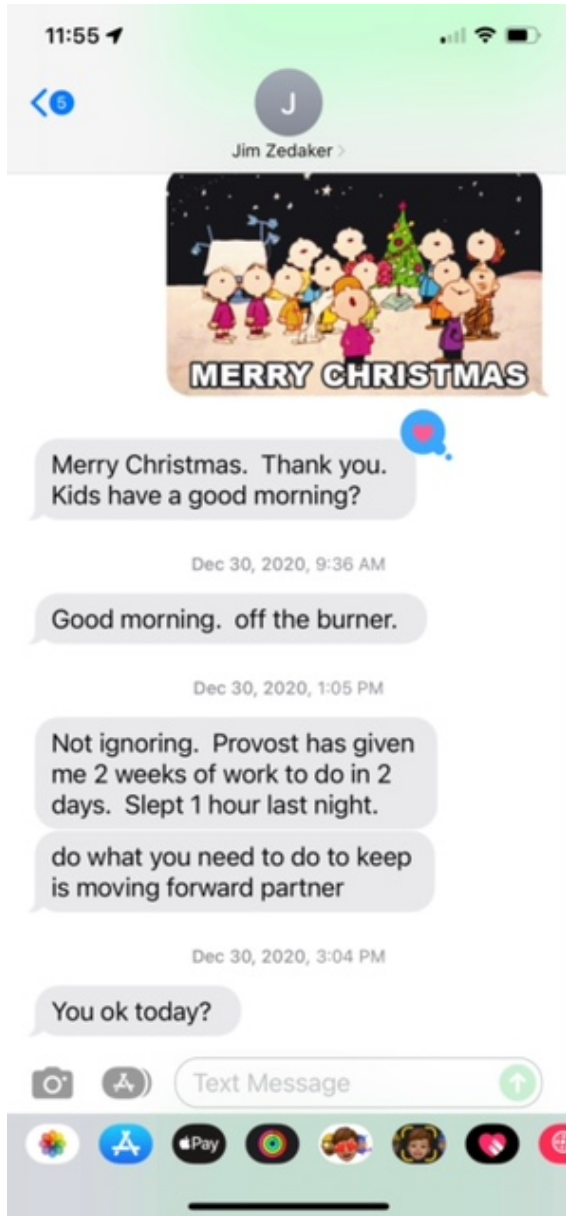 11:55
5
J
Jim Zedaker
MERRY CHRISTMAS
Merry Christmas.  Thank you.
Kids have a good morning?
Dec 30, 2020, 9:36 AM
Good morning.  off the burner.
Dec 30, 2020, 1:05 PM
Not ignoring.  Provost has given
me 2 weeks of work to do in 2
days.  Slept 1 hour last night.
do what you need to do to keep
is moving forward partner
Dec 30, 2020, 3:04 PM
You ok today?
Text Message
Pay